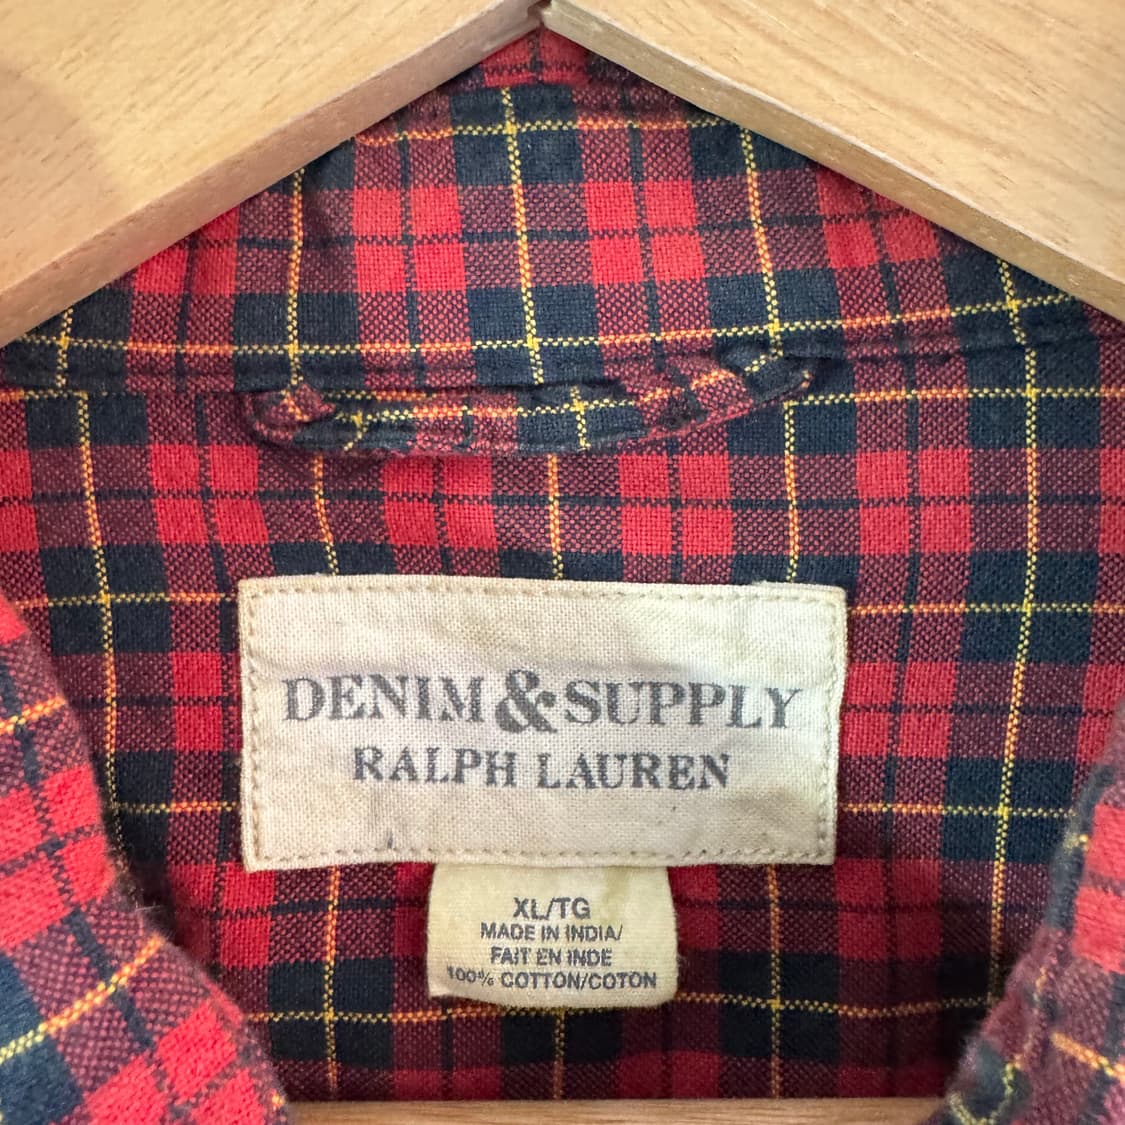 DENIM & SUPPLY
RALPH LAUREN
XL/TG
MADE IN INDIA/
FAIT EN INDE
100% COTTON/COTON